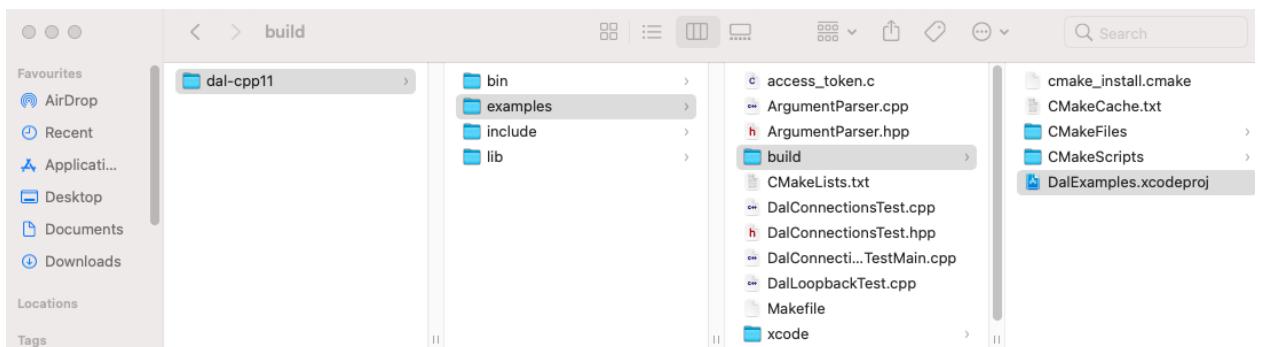 build
Search
Favourites
AirDrop
Recent
Applicati...
Desktop
Documents
Downloads
Locations
Tags
dal-cpp11
bin
examples
include
lib
access_token.c
ArgumentParser.cpp
ArgumentParser.hpp
build
CMakeLists.txt
DalConnectionsTest.cpp
DalConnectionsTest.hpp
DalConnecti...TestMain.cpp
DalLoopbackTest.cpp
Makefile
xcode
cmake_install.cmake
CMakeCache.txt
CMakeFiles
CMakeScripts
DalExamples.xcodeproj